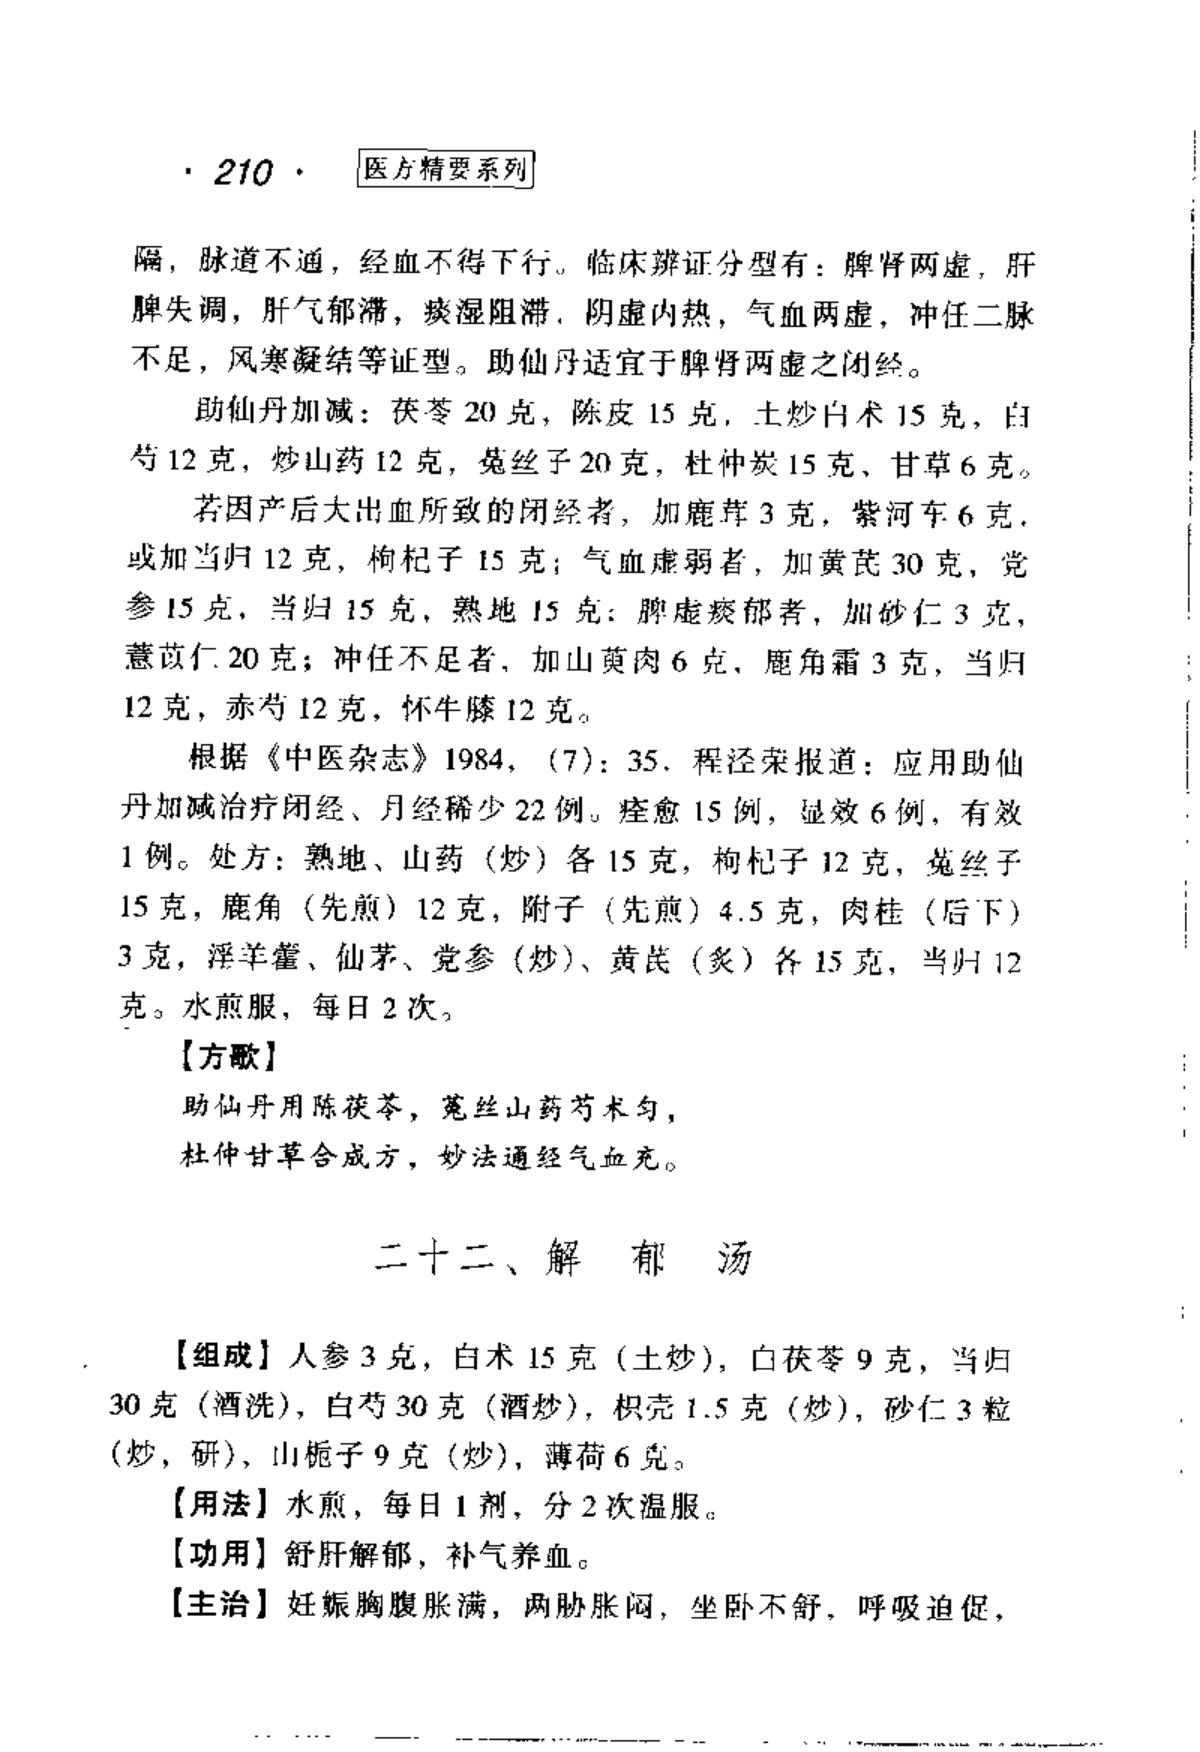 · 210 · 医方精要系列
隔，脉道不通，经血不得下行。临床辨证分型有：脾肾两虚，肝
脾失调，肝气郁滞，痰湿阻滞，阴虚内热，气血两虚，冲任二脉
不足，风寒凝结等证型。助仙丹适宜于脾肾两虚之闭经。
助仙丹加减：茯苓 20 克，陈皮 15 克，土炒白术 15 克，白
芍 12 克，炒山药 12 克，菟丝子 20 克，杜仲炭 15 克、甘草 6 克。
若因产后大出血所致的闭经者，加鹿茸 3 克，紫河车 6 克，
或加当归 12 克，枸杞子 15 克；气血虚弱者，加黄芪 30 克，党
参 15 克，当归 15 克，熟地 15 克；脾虚痰郁者，加砂仁 3 克，
薏苡仁 20 克；冲任不足者，加山萸肉 6 克，鹿角霜 3 克，当归
12 克，赤芍 12 克，怀牛膝 12 克。
根据《中医杂志》1984，（7）：35．程泾荣报道：应用助仙
丹加减治疗闭经、月经稀少 22 例。痊愈 15 例，显效 6 例，有效
1 例。处方：熟地、山药（炒）各 15 克，枸杞子 12 克，菟丝子
15 克，鹿角（先煎）12 克，附子（先煎）4.5 克，肉桂（后下）
3 克，淫羊藿、仙茅、党参（炒）、黄芪（炙）各 15 克，当归 12
克。水煎服，每日 2 次。
【方歌】
助仙丹用陈茯苓，菟丝山药芍术匀，
杜仲甘草合成方，妙法通经气血充。
二十二、解 郁 汤
【组成】人参 3 克，白术 15 克（土炒），白茯苓 9 克，当归
30 克（酒洗），白芍 30 克（酒炒），枳壳 1.5 克（炒），砂仁 3 粒
（炒，研），山栀子 9 克（炒），薄荷 6 克。
【用法】水煎，每日 1 剂，分 2 次温服。
【功用】舒肝解郁，补气养血。
【主治】妊娠胸腹胀满，两胁胀闷，坐卧不舒，呼吸迫促，